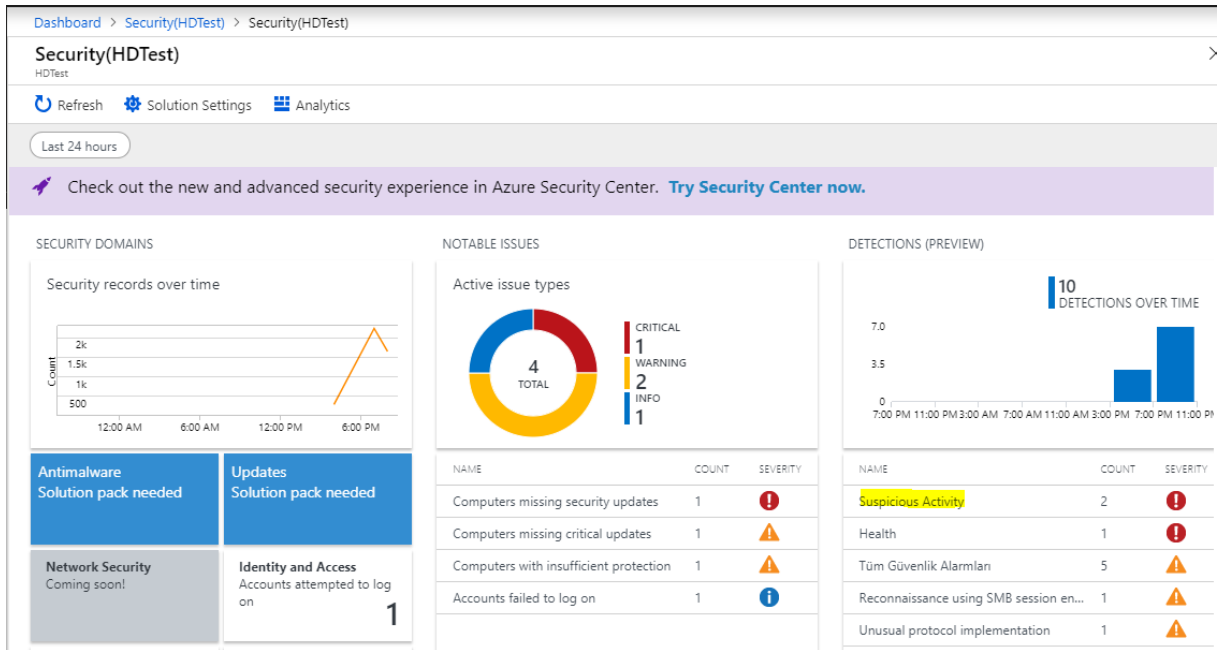 Dashboard > Security(HDTest) > Security(HDTest)
Security(HDTest)
HDTest
Refresh Solution Settings Analytics
Last 24 hours
Check out the new and advanced security experience in Azure Security Center. Try Security Center now.
SECURITY DOMAINS
Security records over time
Count
2k
1.5k
1k
500
12:00 AM 6:00 AM 12:00 PM 6:00 PM
Antimalware
Solution pack needed
Updates
Solution pack needed
Network Security
Coming soon!
Identity and Access
Accounts attempted to log
on
1
NOTABLE ISSUES
Active issue types
4
TOTAL
CRITICAL
1
WARNING
2
INFO
1
NAME COUNT SEVERITY
Computers missing security updates 1
Computers missing critical updates 1
Computers with insufficient protection 1
Accounts failed to log on 1
DETECTIONS (PREVIEW)
10
DETECTIONS OVER TIME
7.0
3.5
0
7:00 PM 11:00 PM 3:00 AM 7:00 AM 11:00 AM 3:00 PM 7:00 PM 11:00 PM
NAME COUNT SEVERITY
Suspicious Activity 2
Health 1
Tüm Güvenlik Alarmları 5
Reconnaissance using SMB session en... 1
Unusual protocol implementation 1